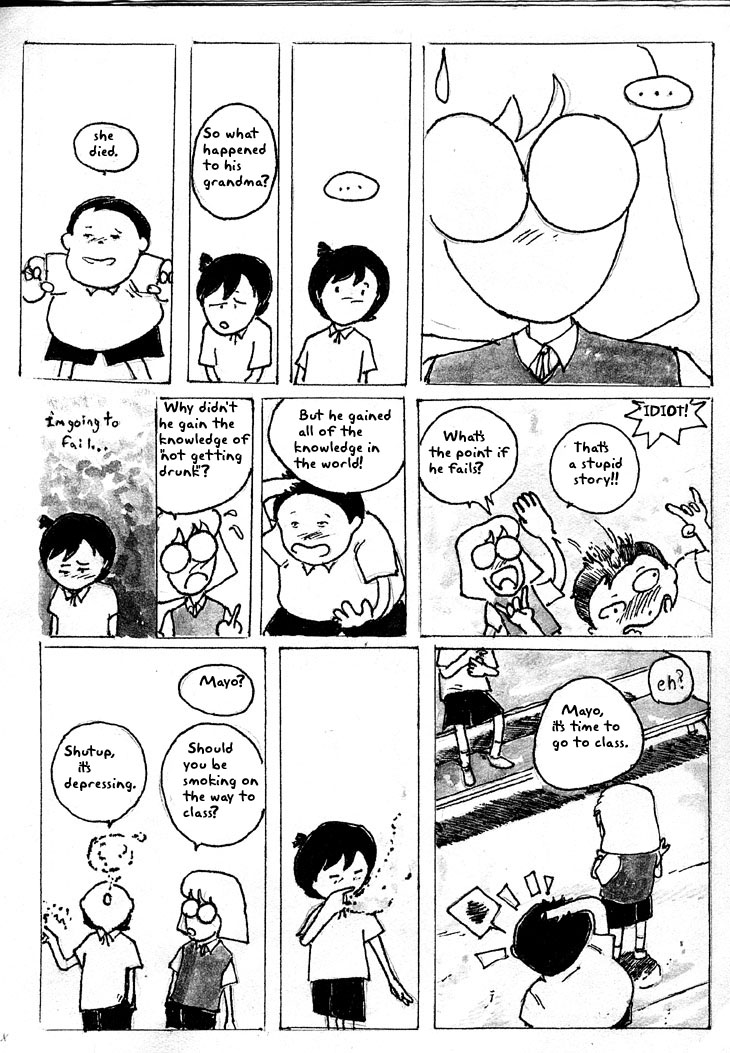 ...
...
So what
happened
to his
grandma?
she
died.
IDIOT!
That's
a stupid
story!!
What's
the point if
he fails?
But he gained
all of the
knowledge in
the world!
Why didn't
he gain the
knowledge of
"not getting
drunk"?
I'm going to
fail...
eh?
Mayo,
it's time to
go to class.
Mayo?
Should
you be
smoking on
the way to
class?
Shutup,
it's
depressing.